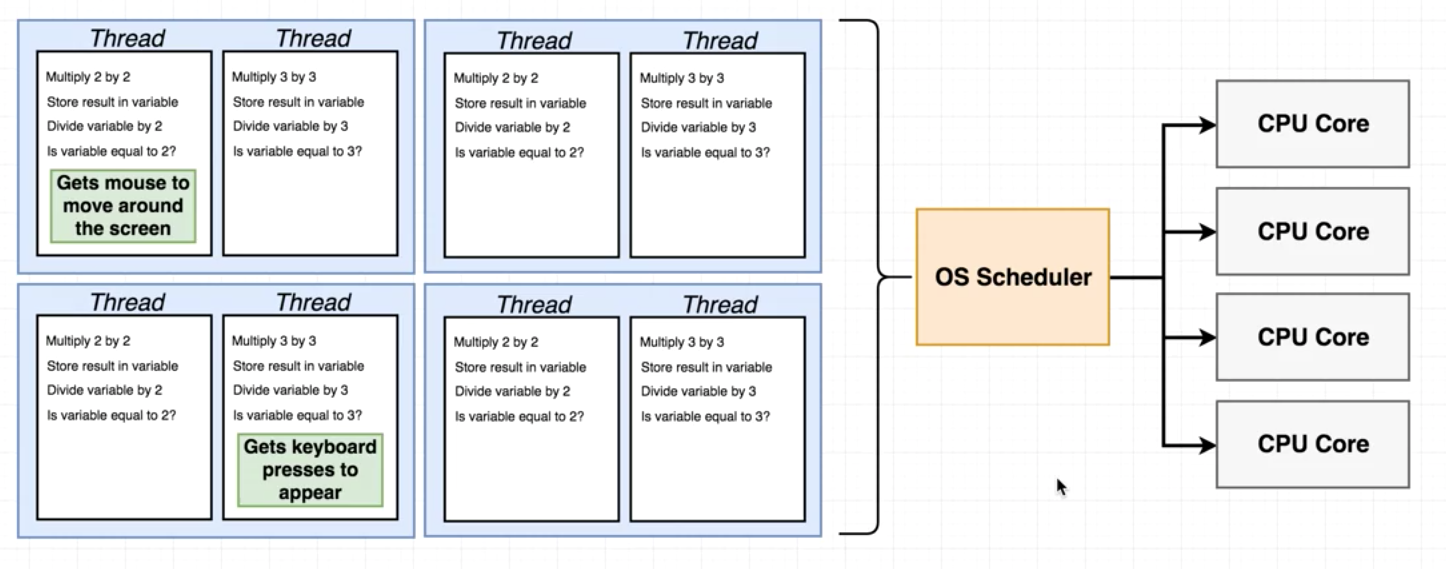 Thread
Multiply 2 by 2
Store result in variable
Divide variable by 2
Is variable equal to 2?
Gets mouse to
move around
the screen
Thread
Multiply 3 by 3
Store result in variable
Divide variable by 3
Is variable equal to 3?
Thread
Multiply 2 by 2
Store result in variable
Divide variable by 2
Is variable equal to 2?
Thread
Multiply 3 by 3
Store result in variable
Divide variable by 3
Is variable equal to 3?
Thread
Multiply 2 by 2
Store result in variable
Divide variable by 2
Is variable equal to 2?
Thread
Multiply 3 by 3
Store result in variable
Divide variable by 3
Is variable equal to 3?
Gets keyboard
presses to
appear
Thread
Multiply 2 by 2
Store result in variable
Divide variable by 2
Is variable equal to 2?
Thread
Multiply 3 by 3
Store result in variable
Divide variable by 3
Is variable equal to 3?
OS Scheduler
CPU Core
CPU Core
CPU Core
CPU Core